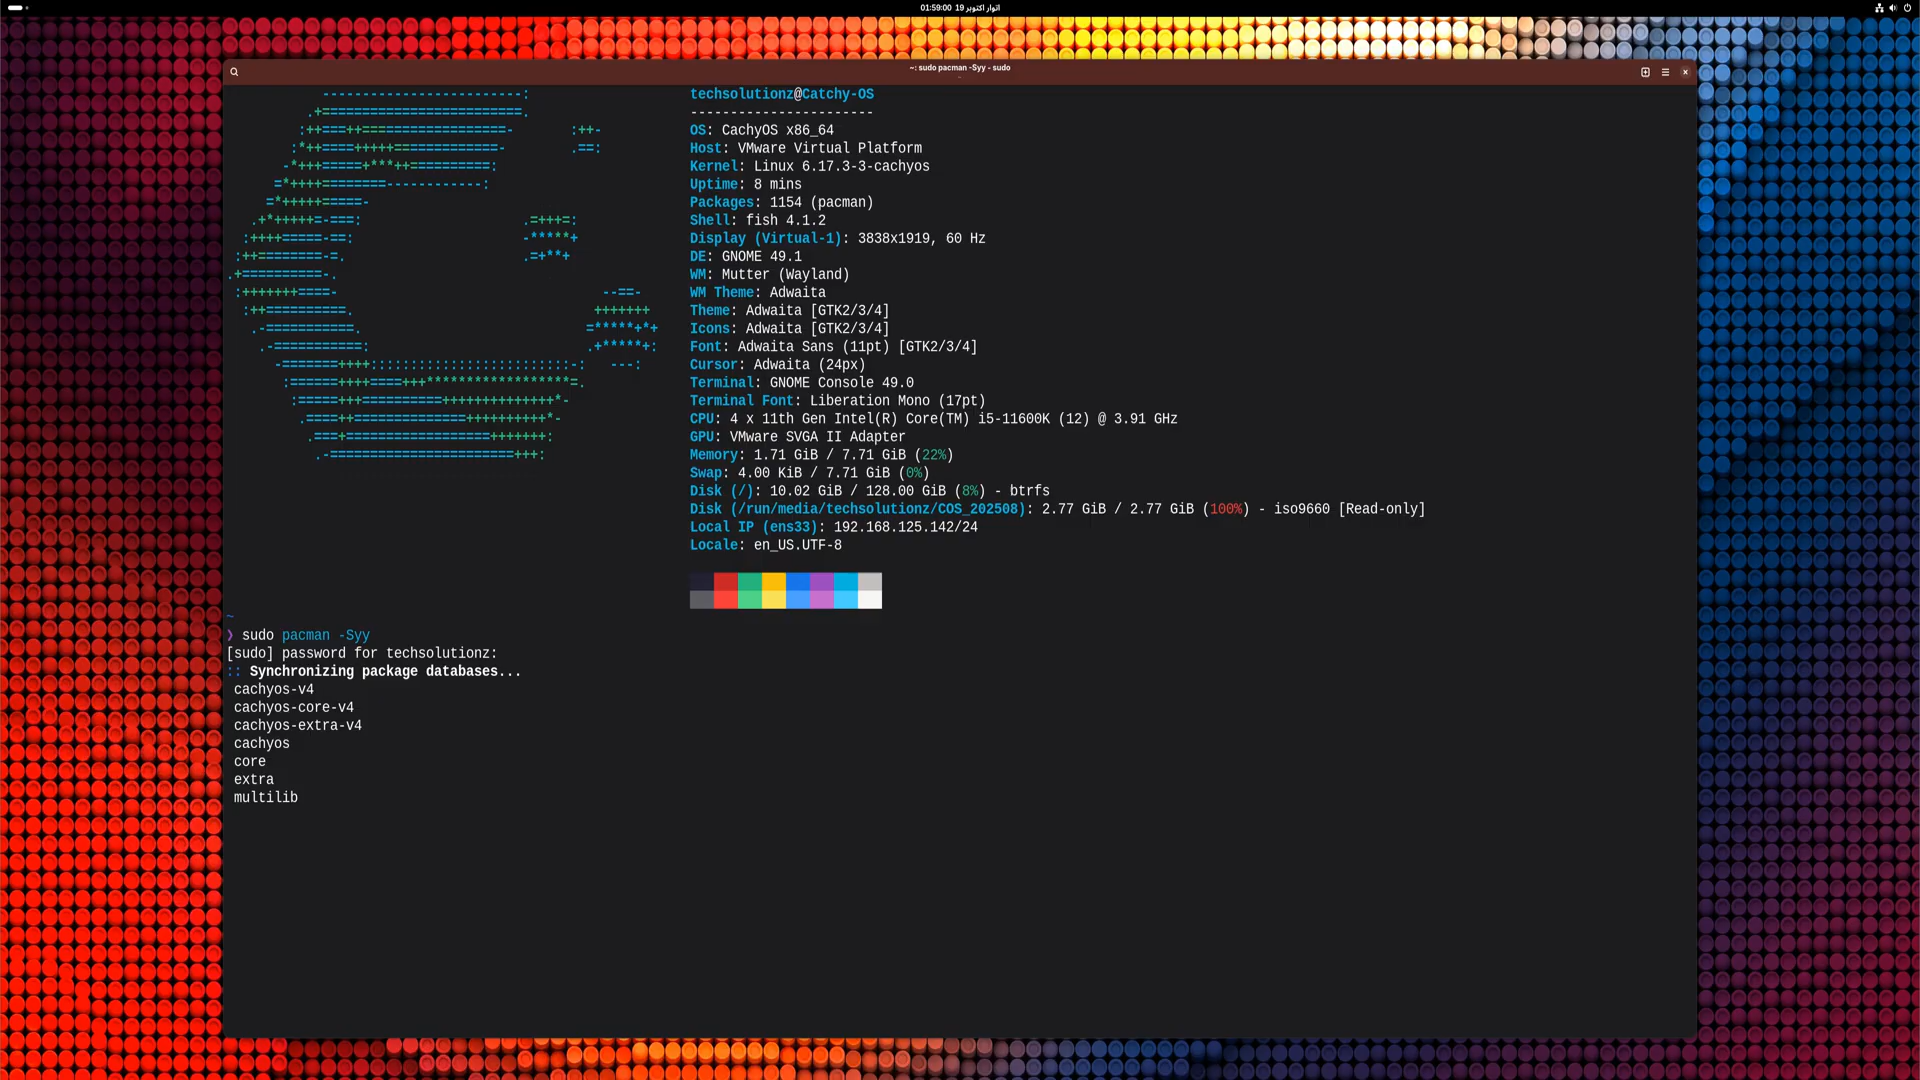 01:59:00 اتوار اکتوبر 19
~: sudo pacman -Syy - sudo
techsolutionz@Catchy-OS
-----------------------
OS: CachyOS x86_64
Host: VMware Virtual Platform
Kernel: Linux 6.17.3-3-cachyos
Uptime: 8 mins
Packages: 1154 (pacman)
Shell: fish 4.1.2
Display (Virtual-1): 3838x1919, 60 Hz
DE: GNOME 49.1
WM: Mutter (Wayland)
WM Theme: Adwaita
Theme: Adwaita [GTK2/3/4]
Icons: Adwaita [GTK2/3/4]
Font: Adwaita Sans (11pt) [GTK2/3/4]
Cursor: Adwaita (24px)
Terminal: GNOME Console 49.0
Terminal Font: Liberation Mono (17pt)
CPU: 4 x 11th Gen Intel(R) Core(TM) i5-11600K (12) @ 3.91 GHz
GPU: VMware SVGA II Adapter
Memory: 1.71 GiB / 7.71 GiB (22%)
Swap: 4.00 KiB / 7.71 GiB (0%)
Disk (/): 10.02 GiB / 128.00 GiB (8%) - btrfs
Disk (/run/media/techsolutionz/COS_202508): 2.77 GiB / 2.77 GiB (100%) - iso9660 [Read-only]
Local IP (ens33): 192.168.125.142/24
Locale: en_US.UTF-8
~
❯ sudo pacman -Syy
[sudo] password for techsolutionz:
:: Synchronizing package databases...
cachyos-v4
cachyos-core-v4
cachyos-extra-v4
cachyos
core
extra
multilib